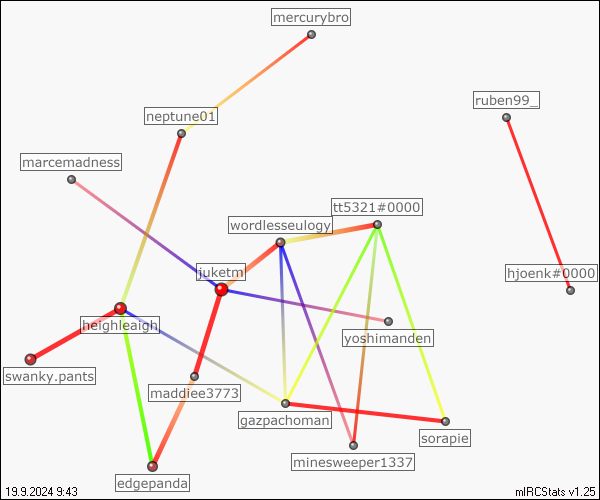 mercurybro
ruben99_
neptune01
marcemadness
tt5321#0000
wordlesseulogy
juketm
hjoenk#0000
heighleaigh
yoshimanden
swanky.pants
maddiee3773
gazpachoman
sorapie
minesweeper1337
edgepanda
19.9.2024 9:43
mIRCStats v1.25